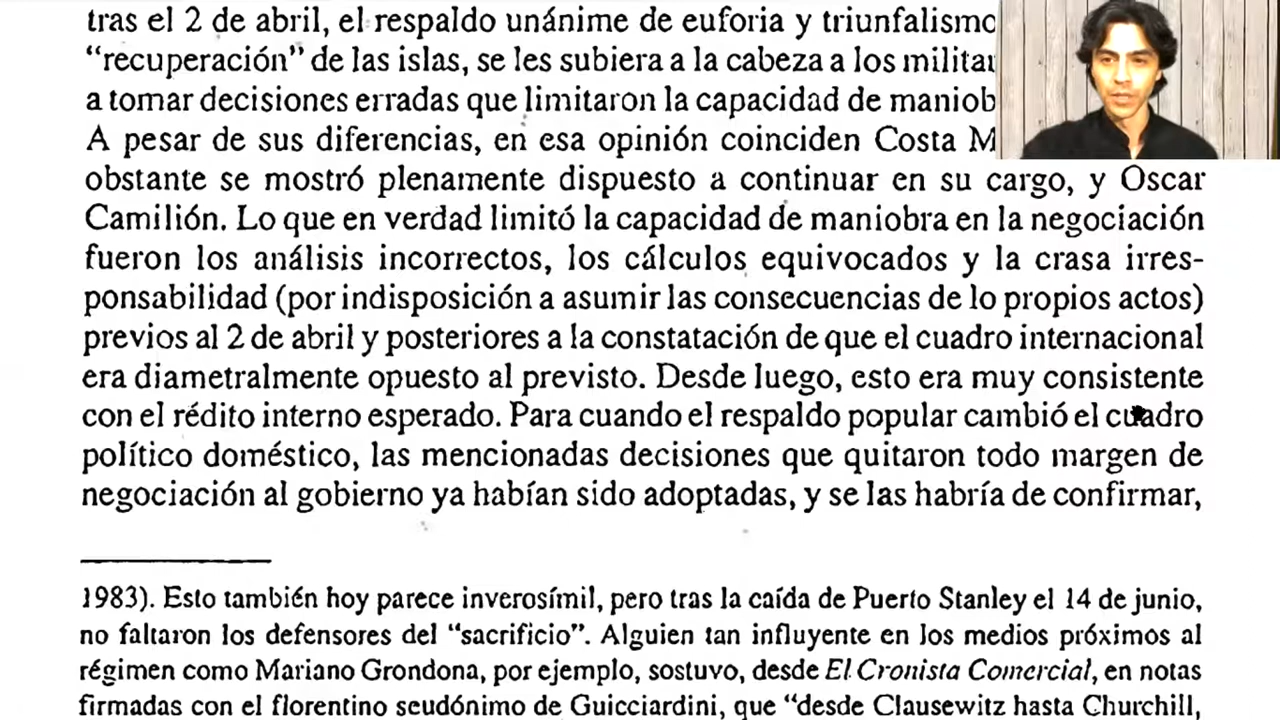 tras el 2 de abril, el respaldo unánime de euforia y triunfalismo
“recuperación” de las islas, se les subiera a la cabeza a los
a tomar decisiones erradas que limitaron la capacidad de
A pesar de sus diferencias, en esa opinión coinciden Costa
obstante se mostró plenamente dispuesto a continuar en su cargo, y Oscar
Camilión. Lo que en verdad limitó la capacidad de maniobra en la negociación
fueron los análisis incorrectos, los cálculos equivocados y la crasa irres-
ponsabilidad (por indisposición a asumir las consecuencias de lo propios actos)
previos al 2 de abril y posteriores a la constatación de que el cuadro internacional
era diametralmente opuesto al previsto. Desde luego, esto era muy consistente
con el rédito interno esperado. Para cuando el respaldo popular cambió el cuadro
político doméstico, las mencionadas decisiones que quitaron todo margen de
negociación al gobierno ya habían sido adoptadas, y se las habría de confirmar,
1983). Esto también hoy parece inverosímil, pero tras la caída de Puerto Stanley el 14 de junio,
no faltaron los defensores del “sacrificio”. Alguien tan influyente en los medios próximos al
régimen como Mariano Grondona, por ejemplo, sostuvo, desde El Cronista Comercial, en notas
firmadas con el florentino seudónimo de Guicciardini, que “desde Clausewitz hasta Churchill,